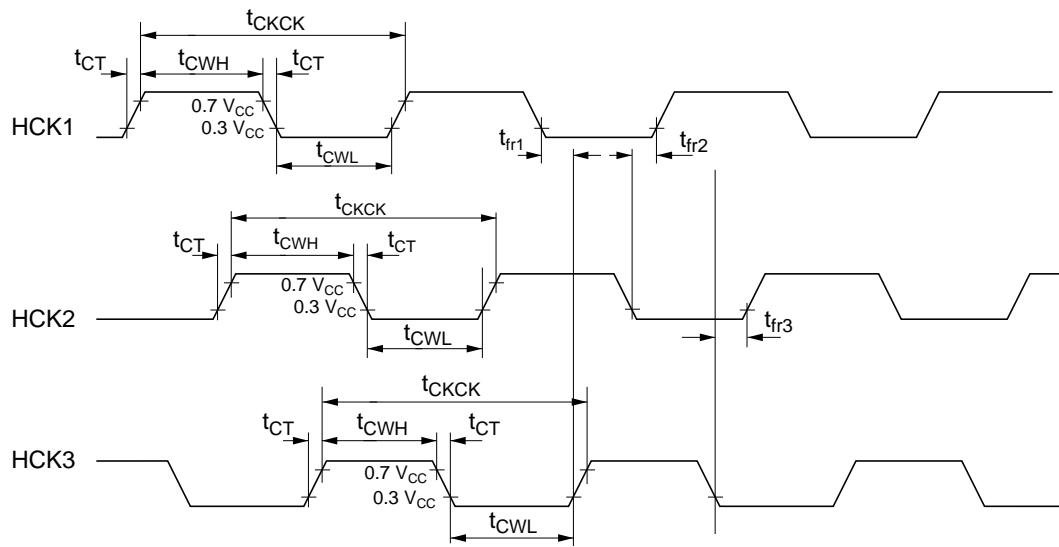 tCKCK
tCT tCWH tCT
0.7 VCC
HCK1 0.3 VCC
tCWL
tfr1 tfr2
tCKCK
tCT tCWH tCT
0.7 VCC
HCK2 0.3 VCC
tCWL
tfr3
tCKCK
tCT tCWH tCT
HCK3
0.7 VCC
0.3 VCC
tCWL